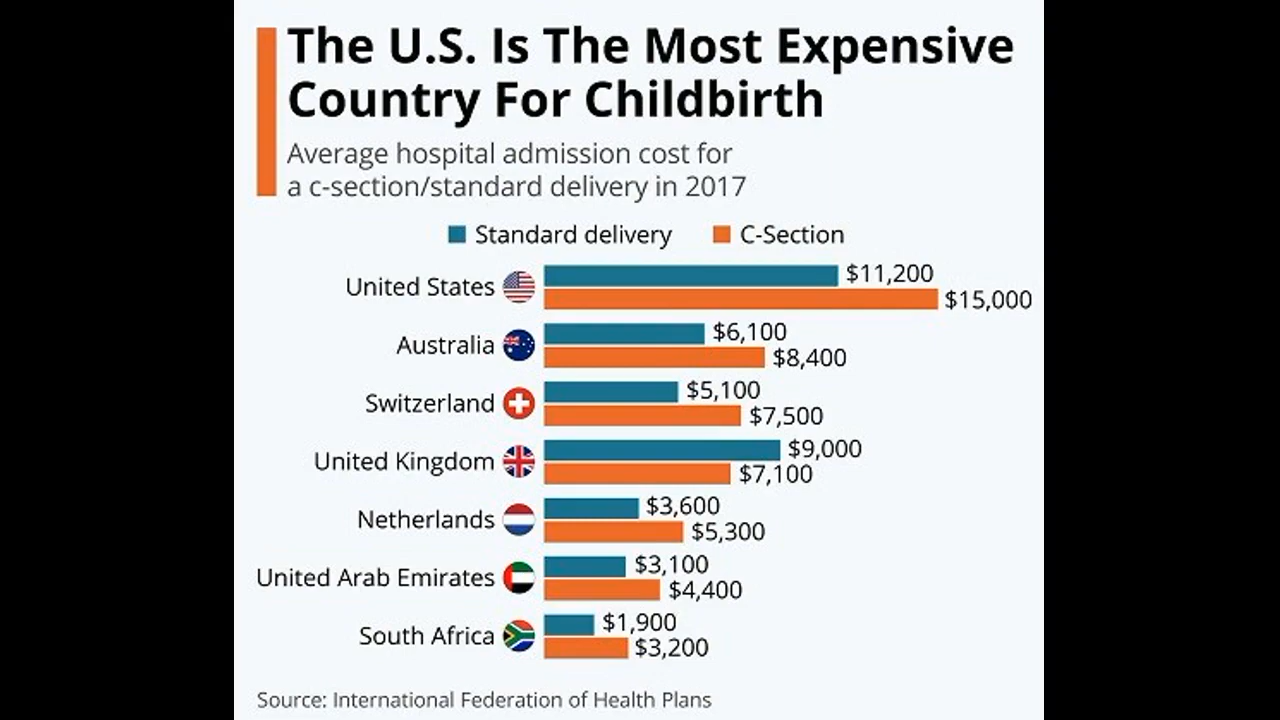 The U.S. Is The Most Expensive
Country For Childbirth
Average hospital admission cost for
a c-section/standard delivery in 2017
Standard delivery C-Section
United States $11,200
$15,000
Australia $6,100
$8,400
Switzerland $5,100
$7,500
United Kingdom $9,000
$7,100
Netherlands $3,600
$5,300
United Arab Emirates $3,100
$4,400
South Africa $1,900
$3,200
Source: International Federation of Health Plans